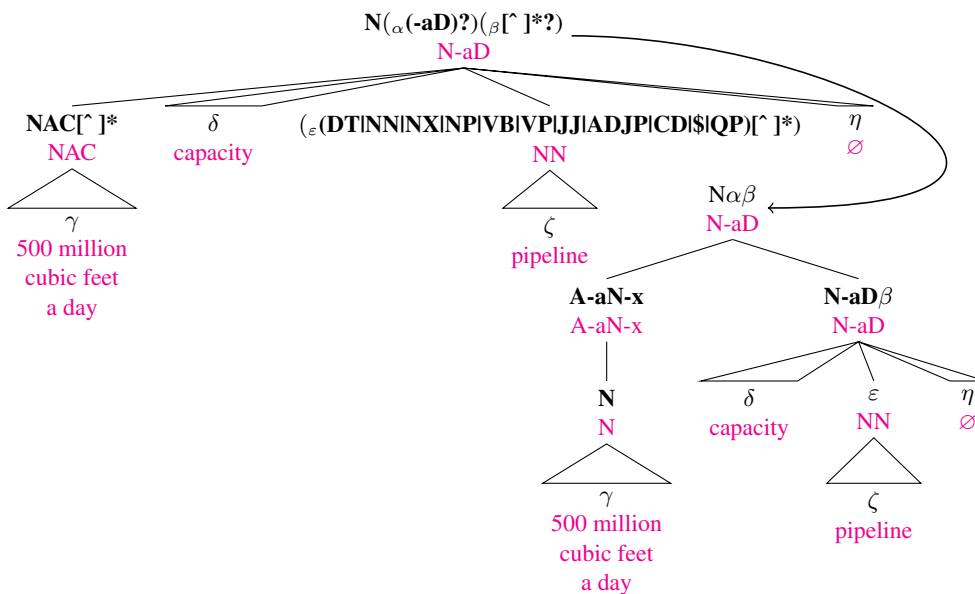 N(α(-aD)?)(β[^ ]*?)
N-aD
NAC[^ ]* δ (ε(DT|NN|NX|NP|VB|VP|JJ|ADJP|CD|$|QP)[^ ]*) η
NAC capacity NN ∅
γ ζ
500 million pipeline
cubic feet
a day
Nαβ
N-aD
A-aN-x N-aDβ
A-aN-x N-aD
N δ ε η
N capacity NN ∅
γ ζ
500 million pipeline
cubic feet
a day